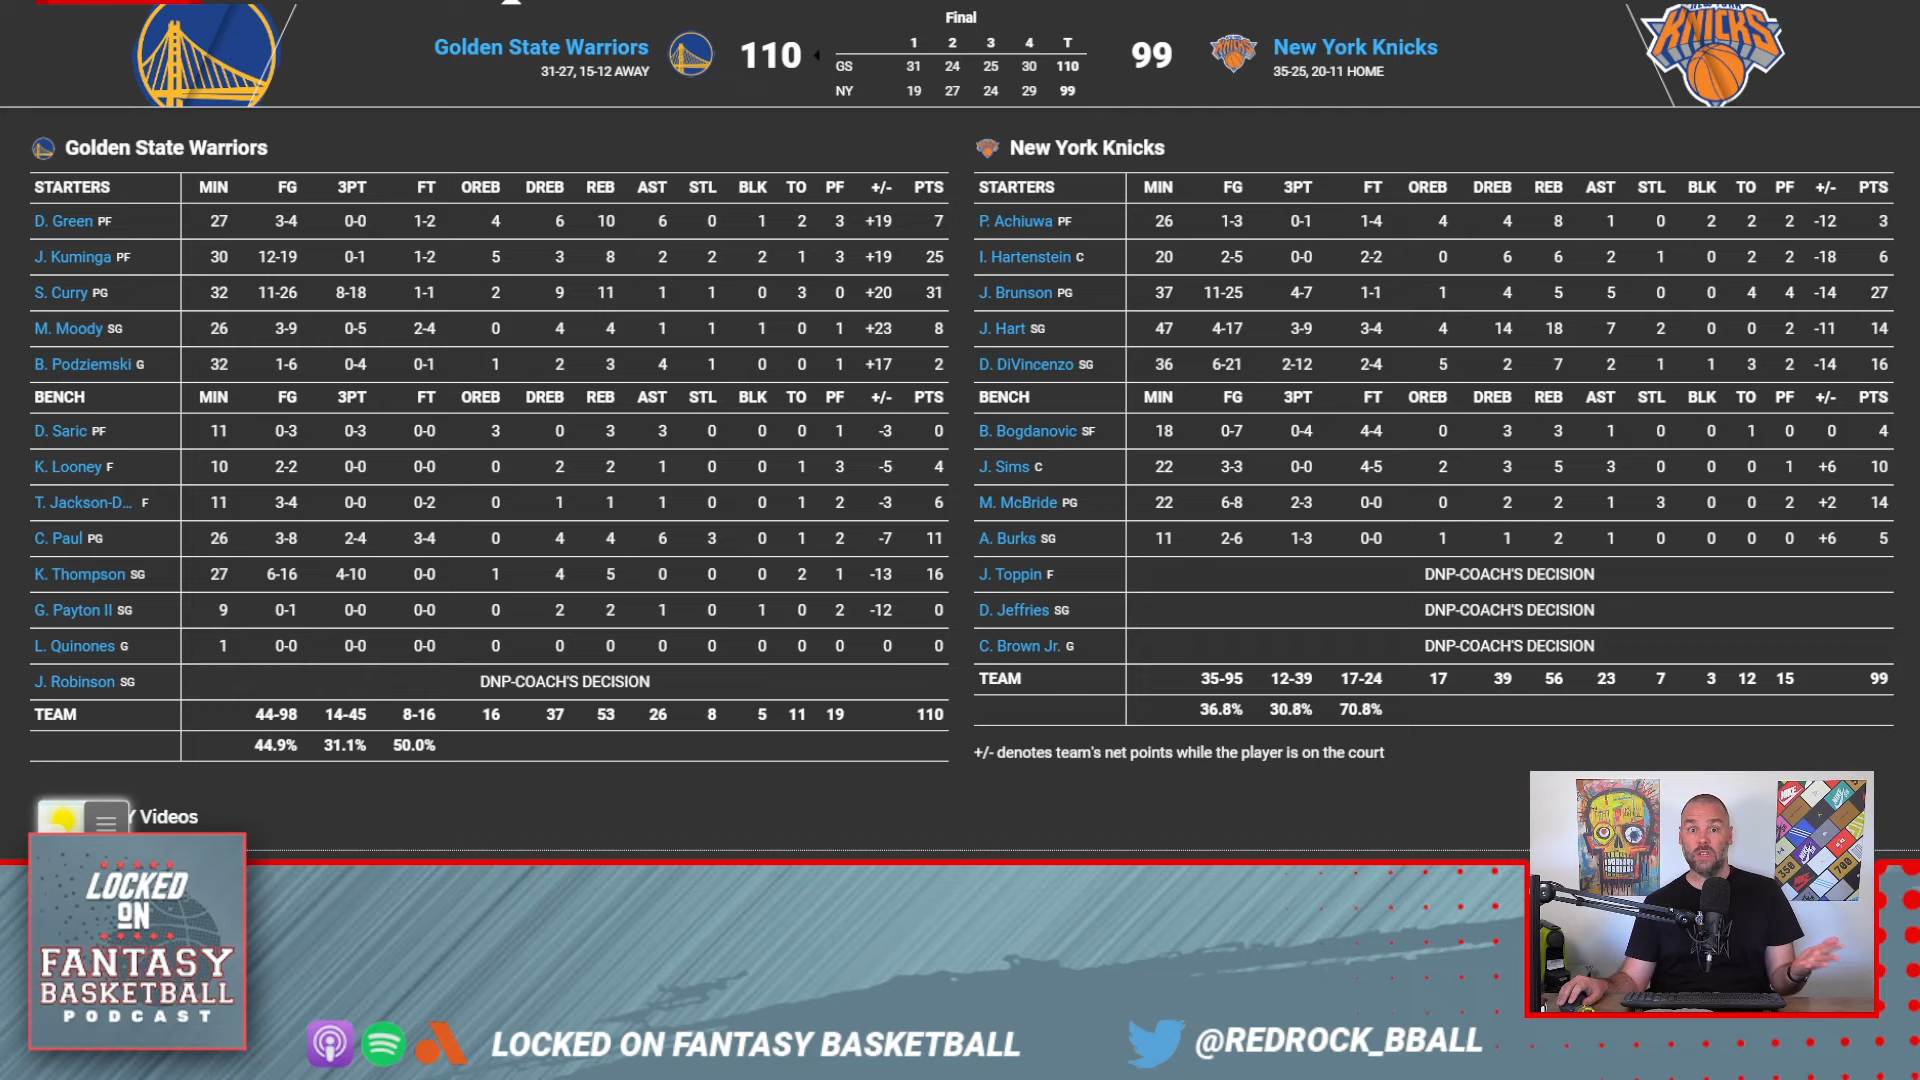 Final
Golden State Warriors
31-27, 15-12 AWAY
110
1 2 3 4 T
GS 31 24 25 30 110
NY 19 27 24 29 99
99
NEW YORK
KNICKS
New York Knicks
35-25, 20-11 HOME
NEW YORK
KNICKS
Golden State Warriors
STARTERS MIN FG 3PT FT OREB DREB REB AST STL BLK TO PF +/- PTS
D. Green PF 27 3-4 0-0 1-2 4 6 10 6 0 1 2 3 +19 7
J. Kuminga PF 30 12-19 0-1 1-2 5 3 8 2 2 2 1 3 +19 25
S. Curry PG 32 11-26 8-18 1-1 2 9 11 1 1 0 3 0 +20 31
M. Moody SG 26 3-9 0-5 2-4 0 4 4 1 1 1 0 1 +23 8
B. Podziemski G 32 1-6 0-4 0-1 1 2 3 4 1 0 0 1 +17 2
BENCH MIN FG 3PT FT OREB DREB REB AST STL BLK TO PF +/- PTS
D. Saric PF 11 0-3 0-3 0-0 3 0 3 3 0 0 0 1 -3 0
K. Looney F 10 2-2 0-0 0-0 0 2 2 1 0 0 1 3 -5 4
T. Jackson-D... F 11 3-4 0-0 0-2 0 1 1 1 0 0 1 2 -3 6
C. Paul PG 26 3-8 2-4 3-4 0 4 4 6 3 0 1 2 -7 11
K. Thompson SG 27 6-16 4-10 0-0 1 4 5 0 0 0 2 1 -13 16
G. Payton II SG 9 0-1 0-0 0-0 0 2 2 1 0 1 0 2 -12 0
L. Quinones G 1 0-0 0-0 0-0 0 0 0 0 0 0 0 0 0 0
J. Robinson SG DNP-COACH'S DECISION
TEAM 44-98 14-45 8-16 16 37 53 26 8 5 11 19 110
44.9% 31.1% 50.0%
New York Knicks
STARTERS MIN FG 3PT FT OREB DREB REB AST STL BLK TO PF +/- PTS
P. Achiuwa PF 26 1-3 0-1 1-4 4 4 8 1 0 2 2 2 -12 3
I. Hartenstein C 20 2-5 0-0 2-2 0 6 6 2 1 0 2 2 -18 6
J. Brunson PG 37 11-25 4-7 1-1 1 4 5 5 0 0 4 4 -14 27
J. Hart SG 47 4-17 3-9 3-4 4 14 18 7 2 0 0 2 -11 14
D. DiVincenzo SG 36 6-21 2-12 2-4 5 2 7 2 1 1 3 2 -14 16
BENCH MIN FG 3PT FT OREB DREB REB AST STL BLK TO PF +/- PTS
B. Bogdanovic SF 18 0-7 0-4 4-4 0 3 3 1 0 0 1 0 0 4
J. Sims C 22 3-3 0-0 4-5 2 3 5 3 0 0 0 1 +6 10
M. McBride PG 22 6-8 2-3 0-0 0 2 2 1 3 0 0 2 +2 14
A. Burks SG 11 2-6 1-3 0-0 1 1 2 1 0 0 0 0 +6 5
J. Toppin F DNP-COACH'S DECISION
D. Jeffries SG DNP-COACH'S DECISION
C. Brown Jr. G DNP-COACH'S DECISION
TEAM 35-95 12-39 17-24 17 39 56 23 7 3 12 15 99
36.8% 30.8% 70.8%
+/- denotes team's net points while the player is on the court
Y Videos
LOCKED
ON
FANTASY
BASKETBALL
PODCAST
LOCKED ON FANTASY BASKETBALL
@REDROCK_BBALL
NIKE
NIKE
350
700